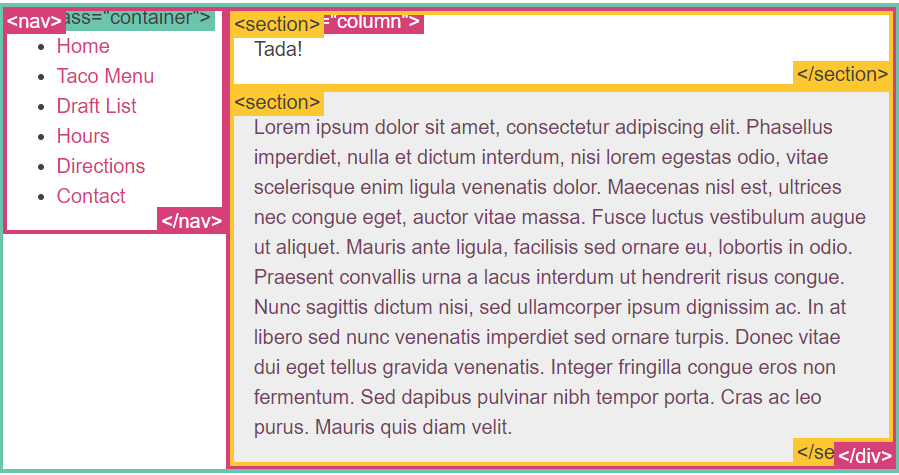 <nav>
ass="container">
Home
Taco Menu
Draft List
Hours
Directions
Contact
</nav>
<section>
="column">
Tada!
</section>
<section>
Lorem ipsum dolor sit amet, consectetur adipiscing elit. Phasellus
imperdiet, nulla et dictum interdum, nisi lorem egestas odio, vitae
scelerisque enim ligula venenatis dolor. Maecenas nisl est, ultrices
nec congue eget, auctor vitae massa. Fusce luctus vestibulum augue
ut aliquet. Mauris ante ligula, facilisis sed ornare eu, lobortis in odio.
Praesent convallis urna a lacus interdum ut hendrerit risus congue.
Nunc sagittis dictum nisi, sed ullamcorper ipsum dignissim ac. In at
libero sed nunc venenatis imperdiet sed ornare turpis. Donec vitae
dui eget tellus gravida venenatis. Integer fringilla congue eros non
fermentum. Sed dapibus pulvinar nibh tempor porta. Cras ac leo
purus. Mauris quis diam velit.
</se
</div>